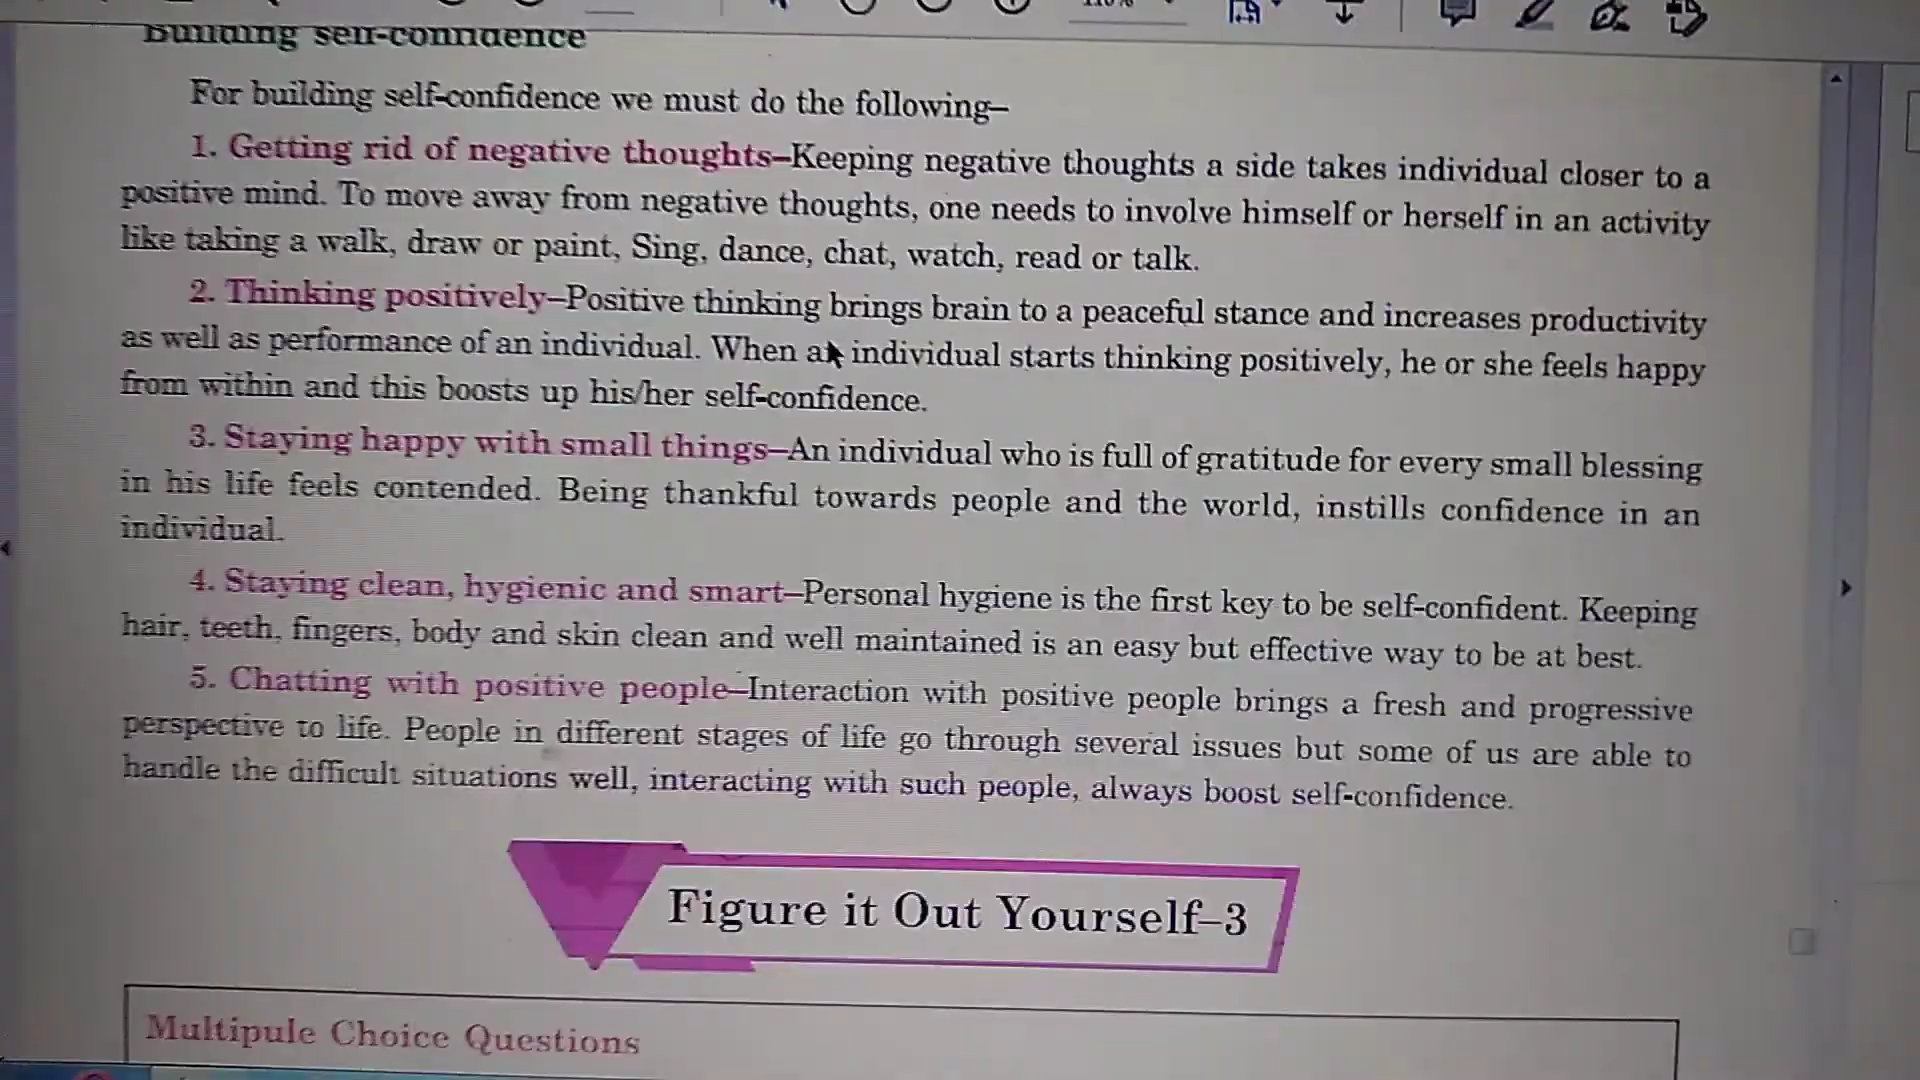 Building self-confidence
For building self-confidence we must do the following–
1. Getting rid of negative thoughts–Keeping negative thoughts a side takes individual closer to a
positive mind. To move away from negative thoughts, one needs to involve himself or herself in an activity
like taking a walk, draw or paint, Sing, dance, chat, watch, read or talk.
2. Thinking positively–Positive thinking brings brain to a peaceful stance and increases productivity
as well as performance of an individual. When an individual starts thinking positively, he or she feels happy
from within and this boosts up his/her self-confidence.
3. Staying happy with small things–An individual who is full of gratitude for every small blessing
in his life feels contended. Being thankful towards people and the world, instills confidence in an
individual.
4. Staying clean, hygienic and smart–Personal hygiene is the first key to be self-confident. Keeping
hair, teeth, fingers, body and skin clean and well maintained is an easy but effective way to be at best.
5. Chatting with positive people–Interaction with positive people brings a fresh and progressive
perspective to life. People in different stages of life go through several issues but some of us are able to
handle the difficult situations well, interacting with such people, always boost self-confidence.
Figure it Out Yourself–3
Multipule Choice Questions